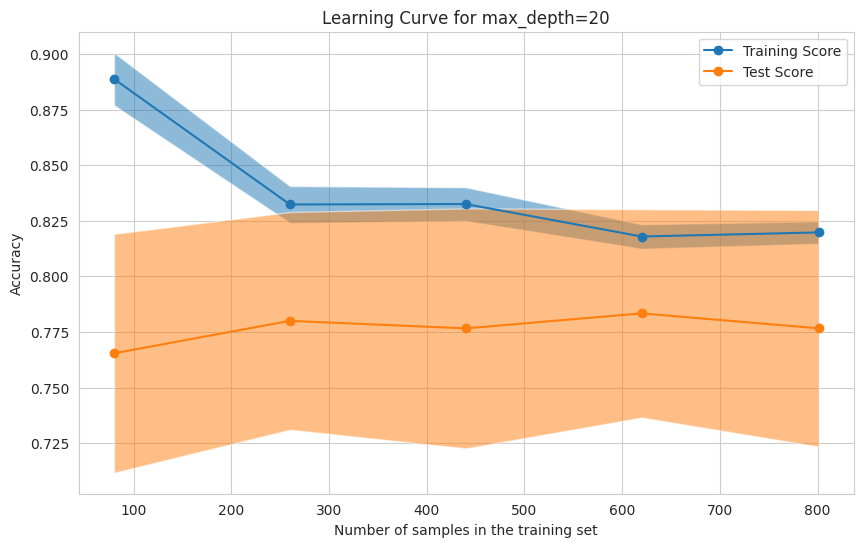 Learning Curve for max_depth=20
Training Score
Test Score
0.900
0.875
0.850
0.825
0.800
0.775
0.750
0.725
Accuracy
100 200 300 400 500 600 700 800
Number of samples in the training set